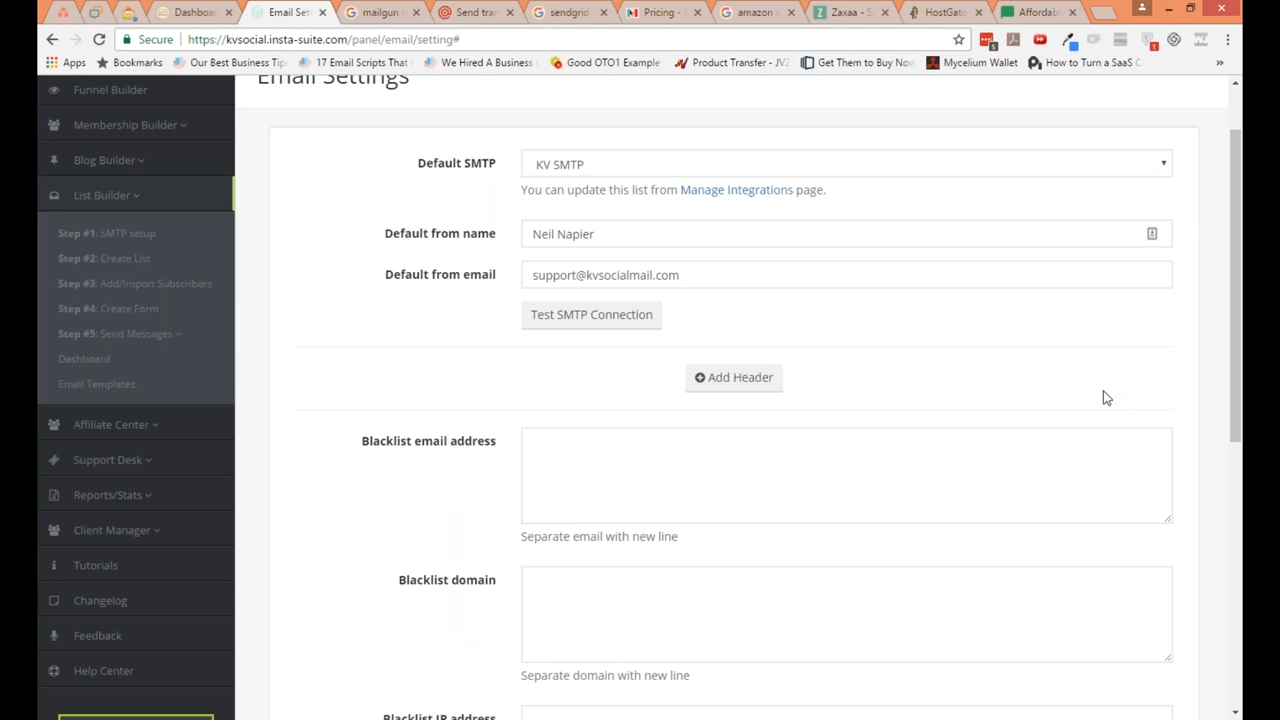 Dashboa
Email Set
mailgun
Send tra
sendgrid
Pricing -
amazon s
Zaxaa - S
HostGat
Affordab
Secure
https://kvsocial.insta-suite.com/panel/email/setting#
Apps
Bookmarks
Our Best Business Tip
17 Email Scripts That
We Hired A Business
Good OTO1 Example
Product Transfer - JVZ
Get Them to Buy Now
Mycelium Wallet
How to Turn a SaaS C
»
Email Settings
Funnel Builder
Membership Builder
Blog Builder
List Builder
Step #1: SMTP setup
Step #2: Create List
Step #3: Add/Import Subscribers
Step #4: Create Form
Step #5: Send Messages
Dashboard
Email Templates
Affiliate Center
Support Desk
Reports/Stats
Client Manager
Tutorials
Changelog
Feedback
Help Center
Default SMTP
KV SMTP
You can update this list from Manage Integrations page.
Default from name
Neil Napier
Default from email
support@kvsocialmail.com
Test SMTP Connection
Add Header
Blacklist email address
Separate email with new line
Blacklist domain
Separate domain with new line
Blacklist IP address